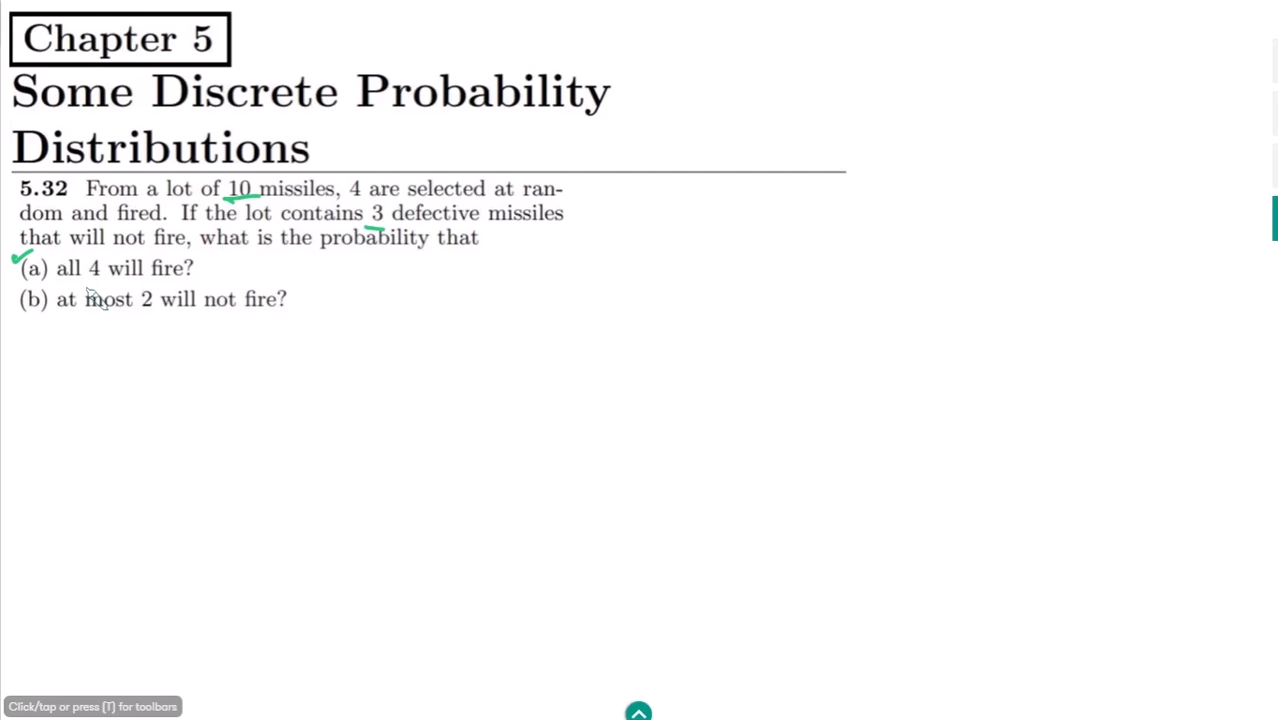 Chapter 5
Some Discrete Probability
Distributions
5.32 From a lot of 10 missiles, 4 are selected at ran-
dom and fired. If the lot contains 3 defective missiles
that will not fire, what is the probability that
(a) all 4 will fire?
(b) at most 2 will not fire?
Click/tap or press [T] for toolbars